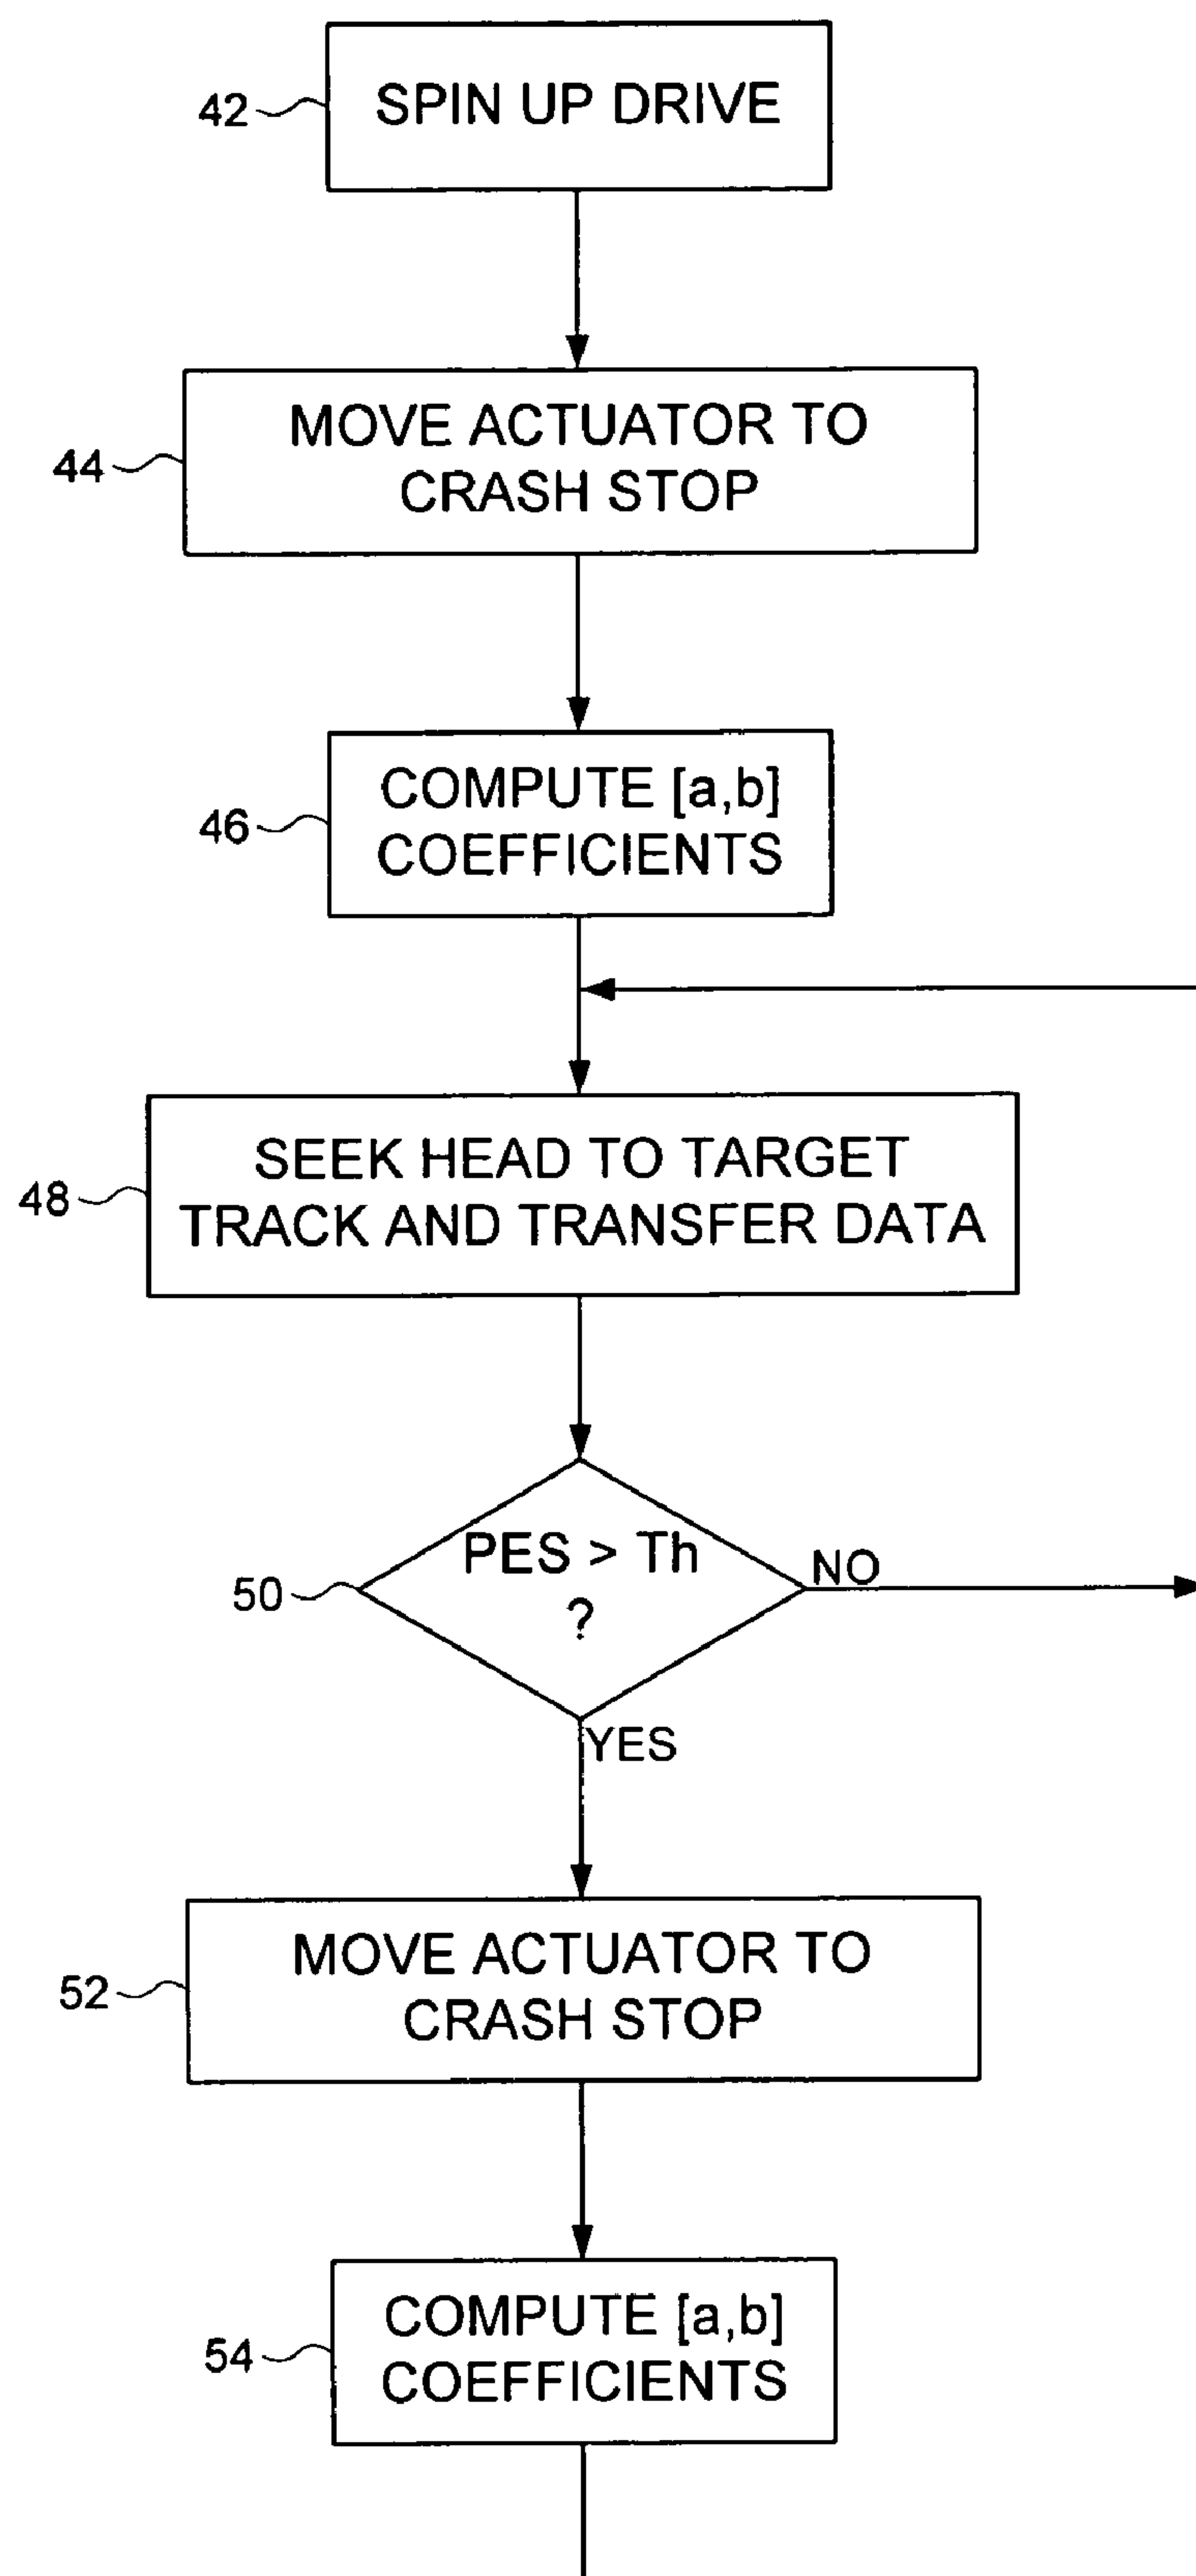 42
SPIN UP DRIVE
44
MOVE ACTUATOR TO
CRASH STOP
46
COMPUTE [a,b]
COEFFICIENTS
48
SEEK HEAD TO TARGET
TRACK AND TRANSFER DATA
50
PES > Th
?
NO
YES
52
MOVE ACTUATOR TO
CRASH STOP
54
COMPUTE [a,b]
COEFFICIENTS